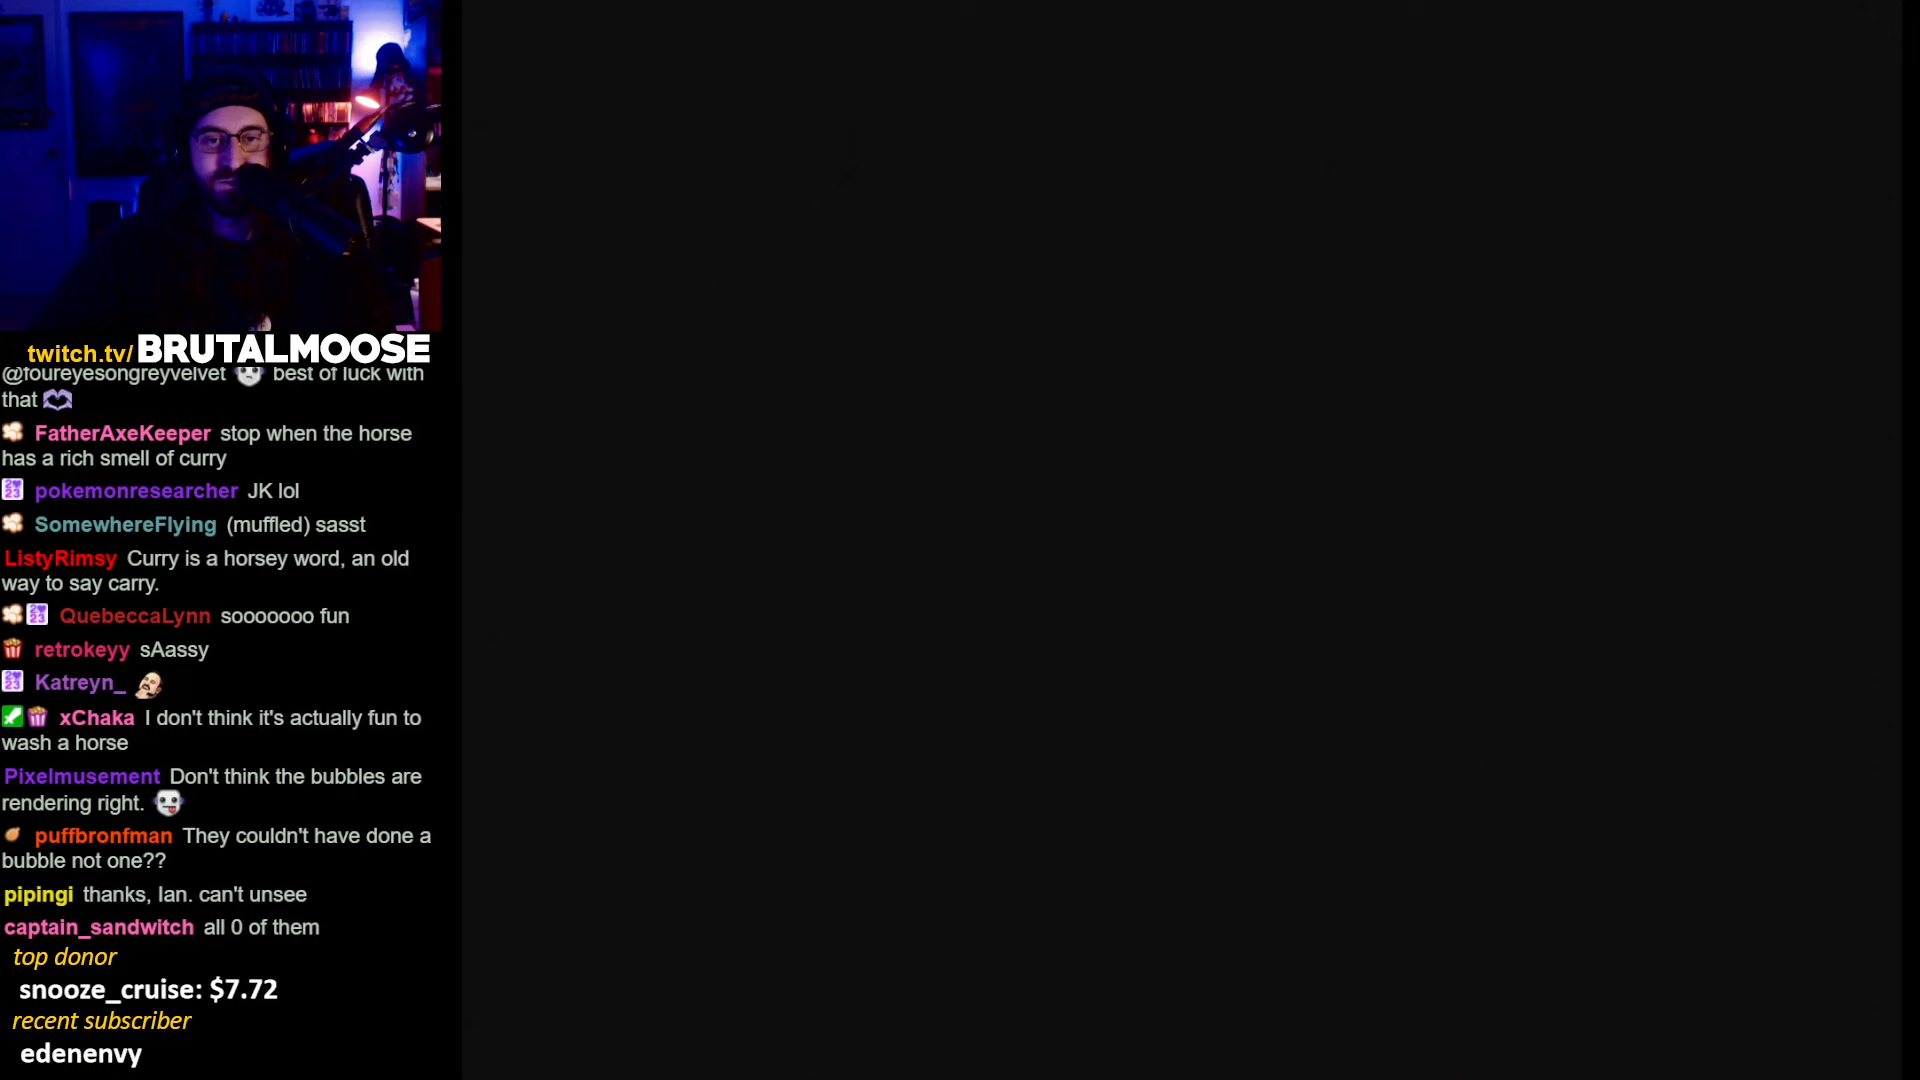 twitch.tv/BRUTALMOOSE
@foureyesongreyvelvet best of luck with
that
FatherAxeKeeper stop when the horse
has a rich smell of curry
pokemonresearcher JK lol
SomewhereFlying (muffled) sasst
ListyRimsy Curry is a horsey word, an old
way to say carry.
QuebeccaLynn sooooooo fun
retrokeyy sAassy
Katreyn_
xChaka I don't think it's actually fun to
wash a horse
Pixelmusement Don't think the bubbles are
rendering right.
puffbronfman They couldn't have done a
bubble not one??
pipingi thanks, Ian. can't unsee
captain_sandwitch all 0 of them
top donor
snooze_cruise: $7.72
recent subscriber
edenenvy